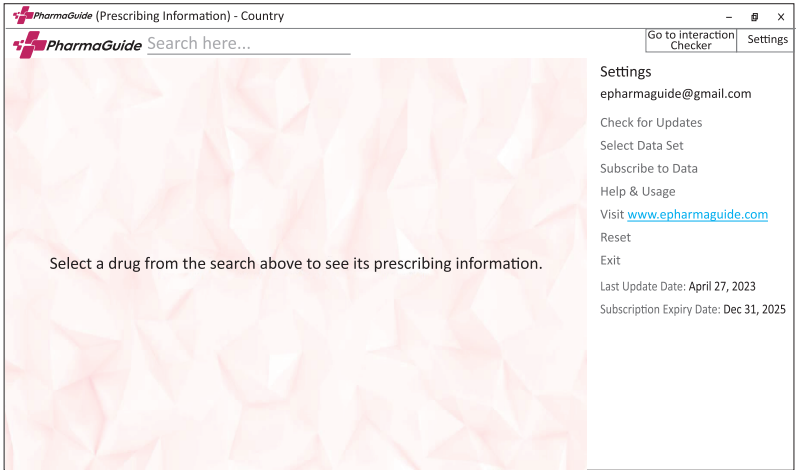 PharmaGuide (Prescribing Information) - Country
PharmaGuide Search here...
Go to interaction
Checker
Settings
Settings
epharmaguide@gmail.com
Check for Updates
Select Data Set
Subscribe to Data
Help & Usage
Visit www.epharmaguide.com
Reset
Exit
Last Update Date: April 27, 2023
Subscription Expiry Date: Dec 31, 2025
Select a drug from the search above to see its prescribing information.